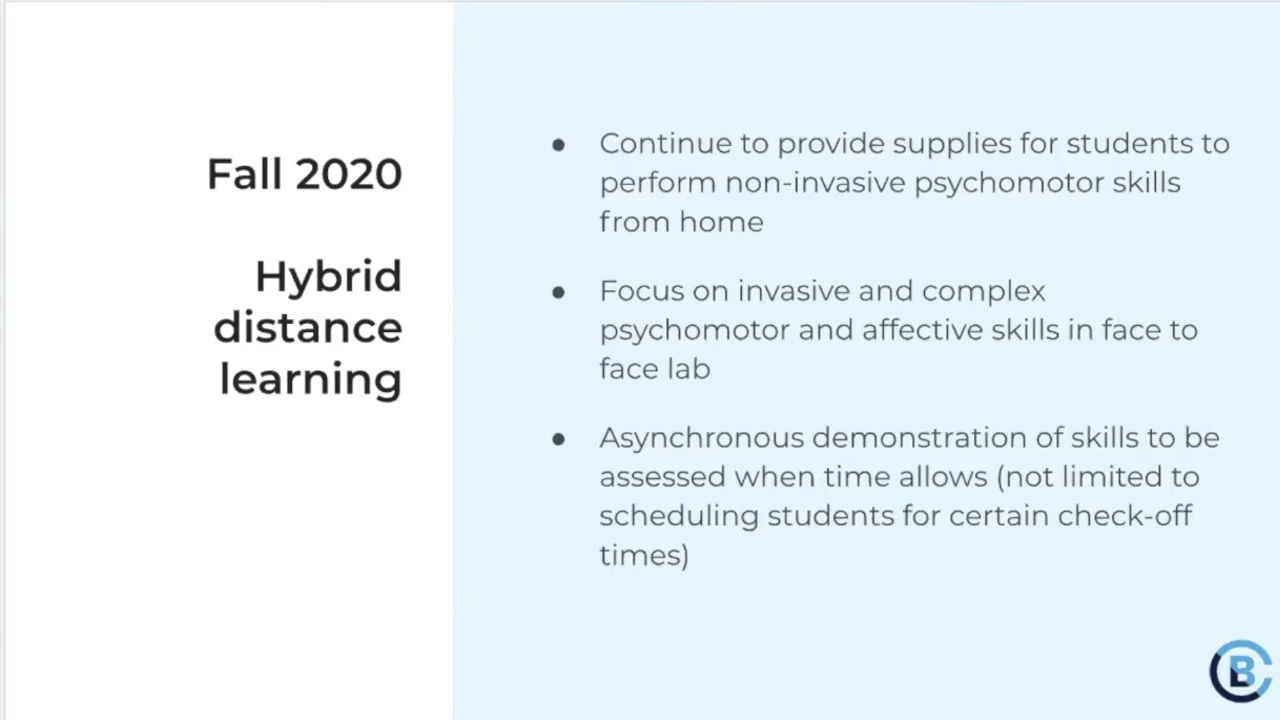 Fall 2020
Hybrid
distance
learning
● Continue to provide supplies for students to
perform non-invasive psychomotor skills
from home
● Focus on invasive and complex
psychomotor and affective skills in face to
face lab
● Asynchronous demonstration of skills to be
assessed when time allows (not limited to
scheduling students for certain check-off
times)
CB